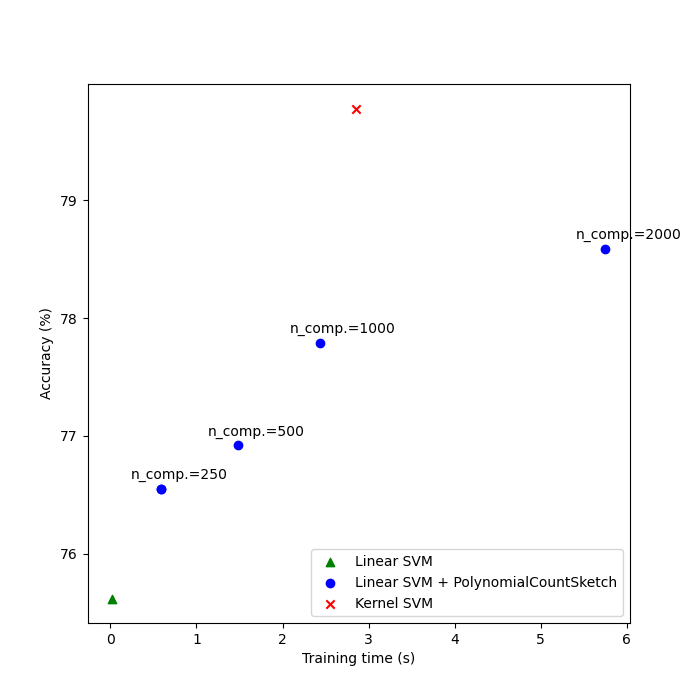 79
78
77
76
Accuracy (%)
n_comp.=2000
n_comp.=1000
n_comp.=500
n_comp.=250
Linear SVM
Linear SVM + PolynomialCountSketch
Kernel SVM
0 1 2 3 4 5 6
Training time (s)